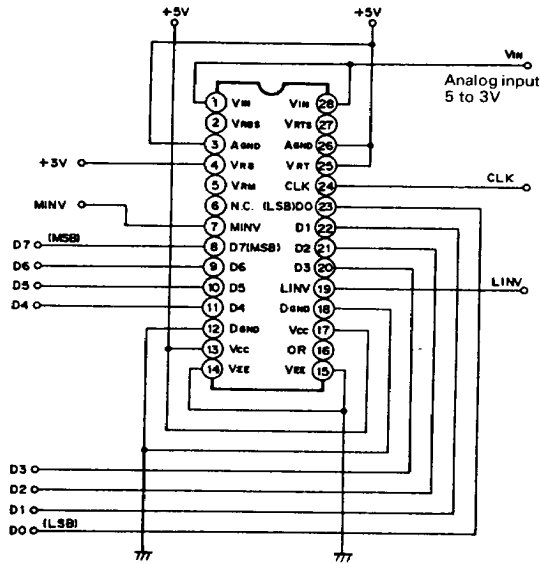 +5V
+5V
VIN
Analog input
5 to 3V
1 VIN VIN 28
2 VRBS VRTS 27
3 AGND AGND 26
+3V 4 VRB VRT 25
5 VRM CLK 24 CLK
MINV 6 N.C. (LSB)D0 23
7 MINV D1 22
D7 (MSB) 8 D7(MSB) D2 21
D6 9 D6 D3 20
D5 10 D5 LINV 19 LINV
D4 11 D4 DGND 18
12 DGND VCC 17
13 VCC OR 16
14 VEE VEE 15
D3
D2
D1
D0 (LSB)